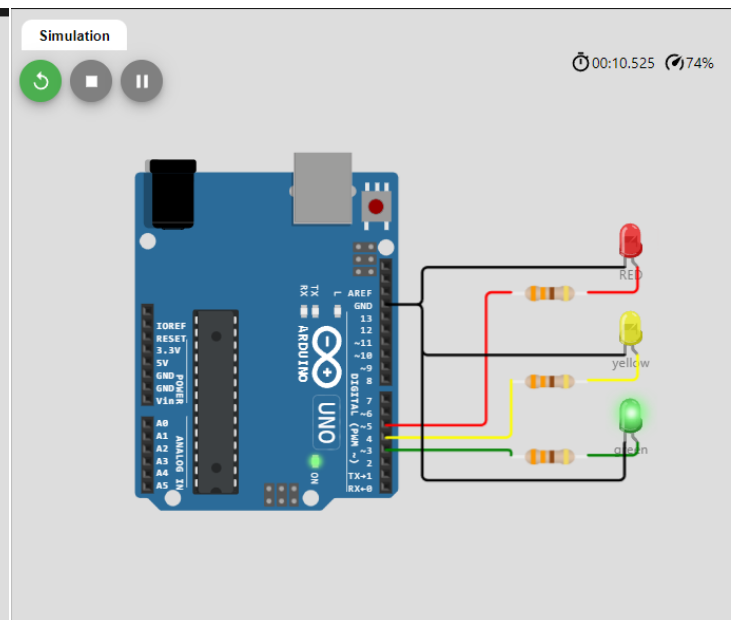 Simulation
00:10.525 74%
RX
TX
L
AREF
GND
13
12
~11
~10
~9
8
7
~6
~5
4
~3
2
TX→1
RX←0
DIGITAL (PWM ~)
ARDUINO
UNO
ON
IOREF
RESET
3.3V
5V
GND
GND
Vin
POWER
A0
A1
A2
A3
A4
A5
ANALOG IN
RED
yellow
green